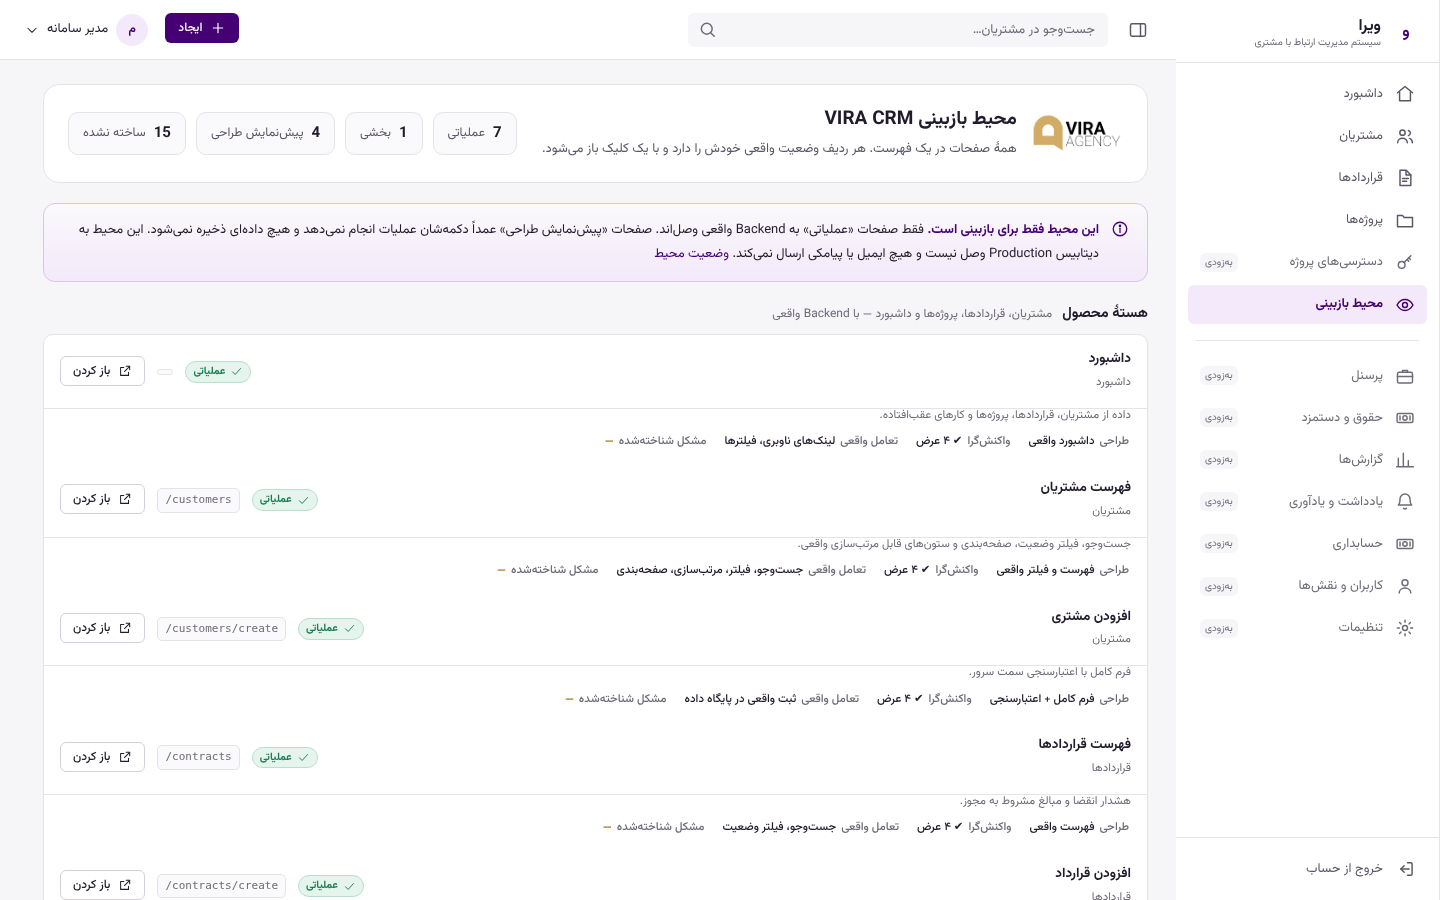 و
ویرا
سیستم مدیریت ارتباط با مشتری
داشبورد
مشتریان
قراردادها
پروژه‌ها
دسترسی‌های پروژه
به‌زودی
محیط بازبینی
پرسنل
به‌زودی
حقوق و دستمزد
به‌زودی
گزارش‌ها
به‌زودی
یادداشت و یادآوری
به‌زودی
حسابداری
به‌زودی
کاربران و نقش‌ها
به‌زودی
تنظیمات
به‌زودی
خروج از حساب
جست‌وجو در مشتریان…
ایجاد
م
مدیر سامانه
VIRA
AGENCY
محیط بازبینی VIRA CRM
همهٔ صفحات در یک فهرست. هر ردیف وضعیت واقعی خودش را دارد و با یک کلیک باز می‌شود.
7 عملیاتی
1 بخشی
4 پیش‌نمایش طراحی
15 ساخته نشده
این محیط فقط برای بازبینی است. فقط صفحات «عملیاتی» به Backend واقعی وصل‌اند. صفحات «پیش‌نمایش طراحی» عمداً دکمه‌شان عملیات انجام نمی‌دهد و هیچ داده‌ای ذخیره نمی‌شود. این محیط به
دیتابیس Production وصل نیست و هیچ ایمیل یا پیامکی ارسال نمی‌کند. وضعیت محیط
هستهٔ محصول مشتریان، قراردادها، پروژه‌ها و داشبورد — با Backend واقعی
داشبورد
داشبورد
عملیاتی
باز کردن
داده از مشتریان، قراردادها، پروژه‌ها و کارهای عقب‌افتاده.
طراحی داشبورد واقعی واکنش‌گرا ✔ ۴ عرض تعامل واقعی لینک‌های ناوبری، فیلترها مشکل شناخته‌شده —
فهرست مشتریان
مشتریان
عملیاتی
/customers
باز کردن
جست‌وجو، فیلتر وضعیت، صفحه‌بندی و ستون‌های قابل مرتب‌سازی واقعی.
طراحی فهرست و فیلتر واقعی واکنش‌گرا ✔ ۴ عرض تعامل واقعی جست‌وجو، فیلتر، مرتب‌سازی، صفحه‌بندی مشکل شناخته‌شده —
افزودن مشتری
مشتریان
عملیاتی
/customers/create
باز کردن
فرم کامل با اعتبارسنجی سمت سرور.
طراحی فرم کامل + اعتبارسنجی واکنش‌گرا ✔ ۴ عرض تعامل واقعی ثبت واقعی در پایگاه داده مشکل شناخته‌شده —
فهرست قراردادها
قراردادها
عملیاتی
/contracts
باز کردن
هشدار انقضا و مبالغ مشروط به مجوز.
طراحی فهرست واقعی واکنش‌گرا ✔ ۴ عرض تعامل واقعی جست‌وجو، فیلتر وضعیت مشکل شناخته‌شده —
افزودن قرارداد
قراردادها
عملیاتی
/contracts/create
باز کردن